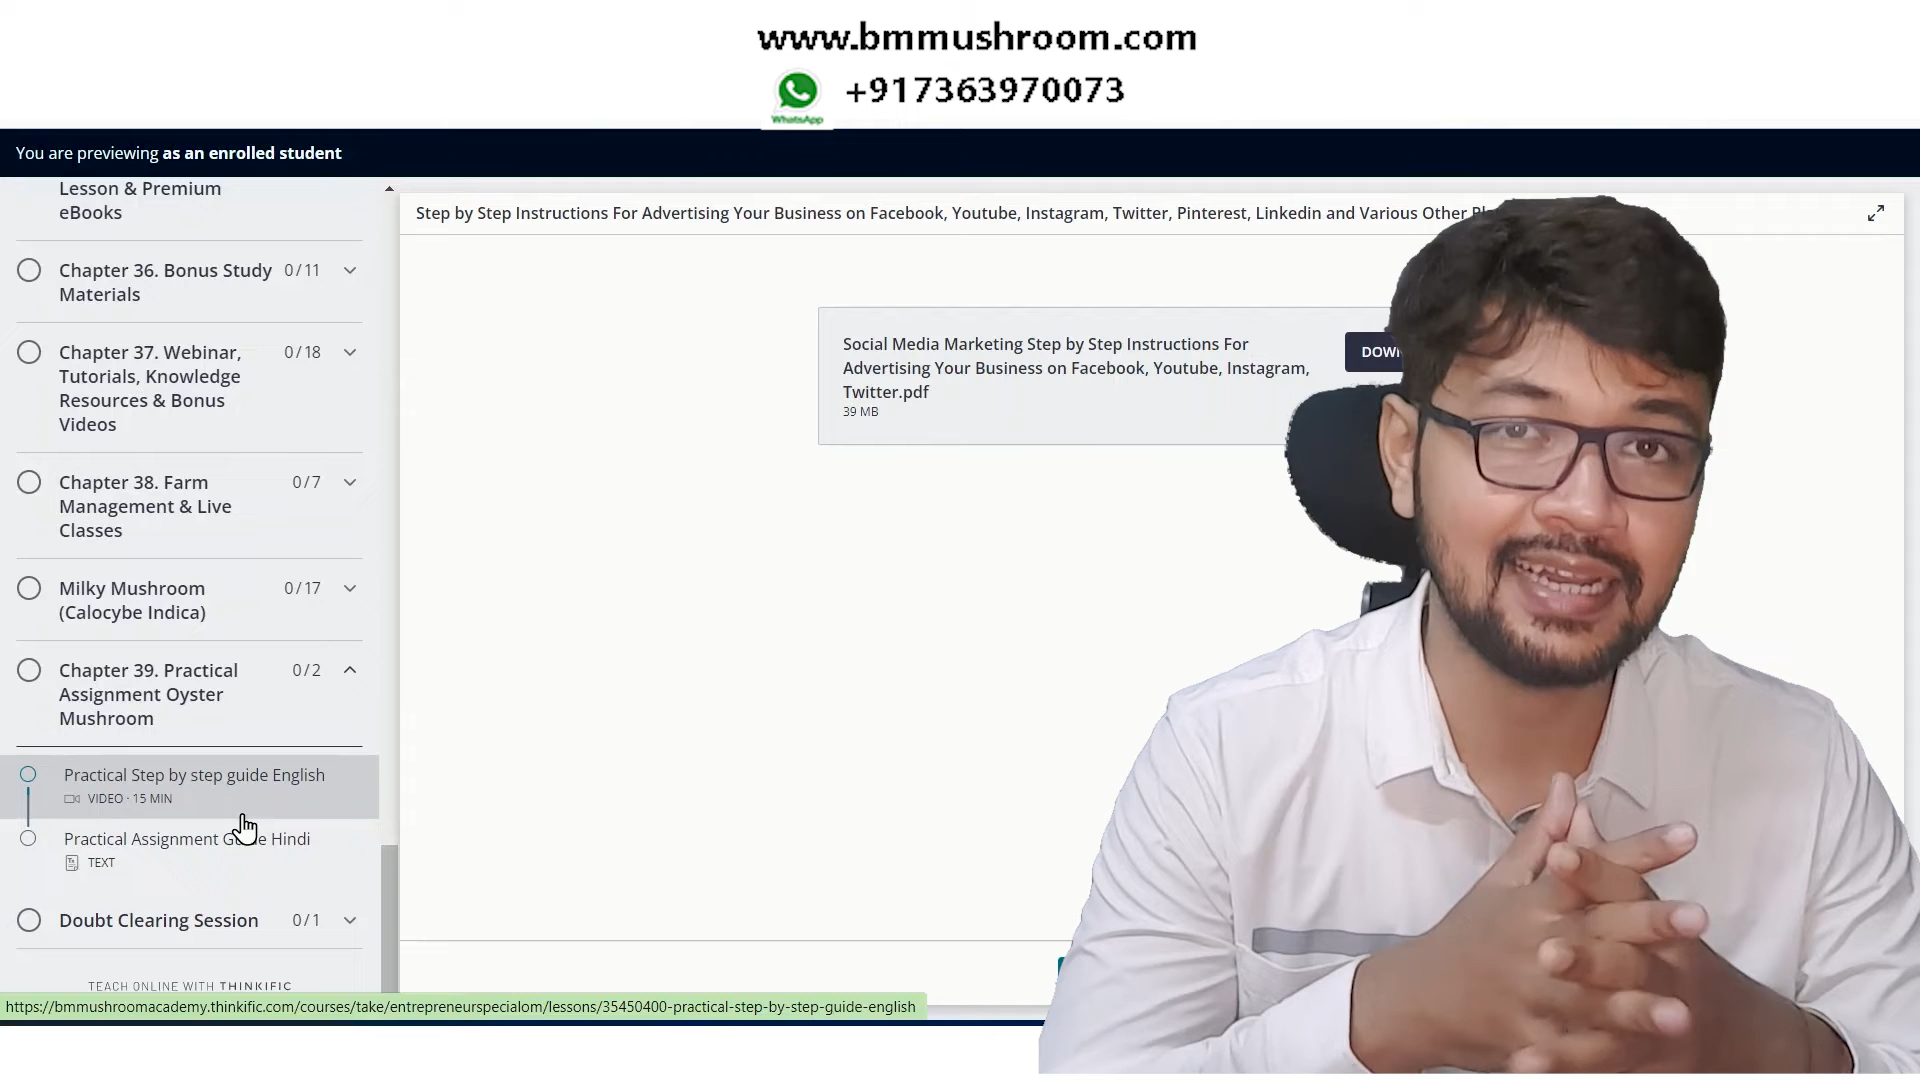 www.bmmushroom.com
WhatsApp
+917363970073
You are previewing as an enrolled student
Lesson & Premium
eBooks
Chapter 36. Bonus Study
Materials
0/11
Chapter 37. Webinar,
Tutorials, Knowledge
Resources & Bonus
Videos
0/18
Chapter 38. Farm
Management & Live
Classes
0/7
Milky Mushroom
(Calocybe Indica)
0/17
Chapter 39. Practical
Assignment Oyster
Mushroom
0/2
Practical Step by step guide English
VIDEO · 15 MIN
Practical Assignment Hindi
TEXT
Doubt Clearing Session
0/1
TEACH ONLINE WITH THINKIFIC
https://bmmushroomacademy.thinkific.com/courses/take/entrepreneurspecialom/lessons/35450400-practical-step-by-step-guide-english
Step by Step Instructions For Advertising Your Business on Facebook, Youtube, Instagram, Twitter, Pinterest, Linkedin and Various Other
Social Media Marketing Step by Step Instructions For
Advertising Your Business on Facebook, Youtube, Instagram,
Twitter.pdf
39 MB